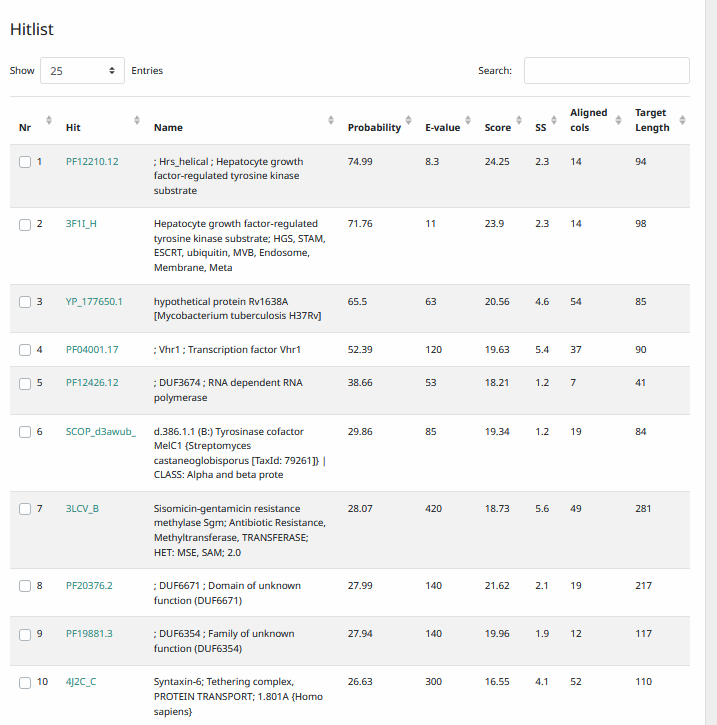 Hitlist
Show 25 Entries Search:
Nr Hit Name Probability E-value Score SS Aligned cols Target Length
1 PF12210.12 ; Hrs_helical ; Hepatocyte growth 74.99 8.3 24.25 2.3 14 94
factor-regulated tyrosine kinase
substrate
2 3F1I_H Hepatocyte growth factor-regulated 71.76 11 23.9 2.3 14 98
tyrosine kinase substrate; HGS, STAM,
ESCRT, ubiquitin, MVB, Endosome,
Membrane, Meta
3 YP_177650.1 hypothetical protein Rv1638A 65.5 63 20.56 4.6 54 85
[Mycobacterium tuberculosis H37Rv]
4 PF04001.17 ; Vhr1 ; Transcription factor Vhr1 52.39 120 19.63 5.4 37 90
5 PF12426.12 ; DUF3674 ; RNA dependent RNA 38.66 53 18.21 1.2 7 41
polymerase
6 SCOP_d3awub_ d.386.1.1 (B:) Tyrosinase cofactor 29.86 85 19.34 1.2 19 84
MelC1 {Streptomyces
castaneoglobisporus [TaxId: 79261]} |
CLASS: Alpha and beta prote
7 3LCV_B Sisomicin-gentamicin resistance 28.07 420 18.73 5.6 49 281
methylase Sgm; Antibiotic Resistance,
Methyltransferase, TRANSFERASE;
HET: MSE, SAM; 2.0
8 PF20376.2 ; DUF6671 ; Domain of unknown 27.99 140 21.62 2.1 19 217
function (DUF6671)
9 PF19881.3 ; DUF6354 ; Family of unknown 27.94 140 19.96 1.9 12 117
function (DUF6354)
10 4J2C_C Syntaxin-6; Tethering complex, 26.63 300 16.55 4.1 52 110
PROTEIN TRANSPORT; 1.801A {Homo
sapiens}